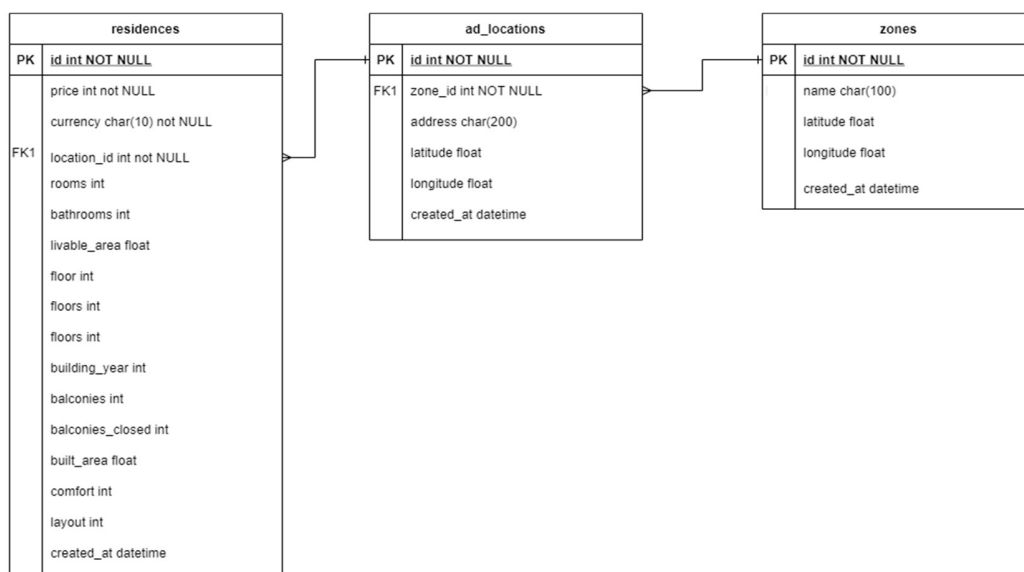 residences
PK id int NOT NULL
price int not NULL
currency char(10) not NULL
FK1 location_id int not NULL
rooms int
bathrooms int
livable_area float
floor int
floors int
floors int
building_year int
balconies int
balconies_closed int
built_area float
comfort int
layout int
created_at datetime
ad_locations
PK id int NOT NULL
FK1 zone_id int NOT NULL
address char(200)
latitude float
longitude float
created_at datetime
zones
PK id int NOT NULL
name char(100)
latitude float
longitude float
created_at datetime